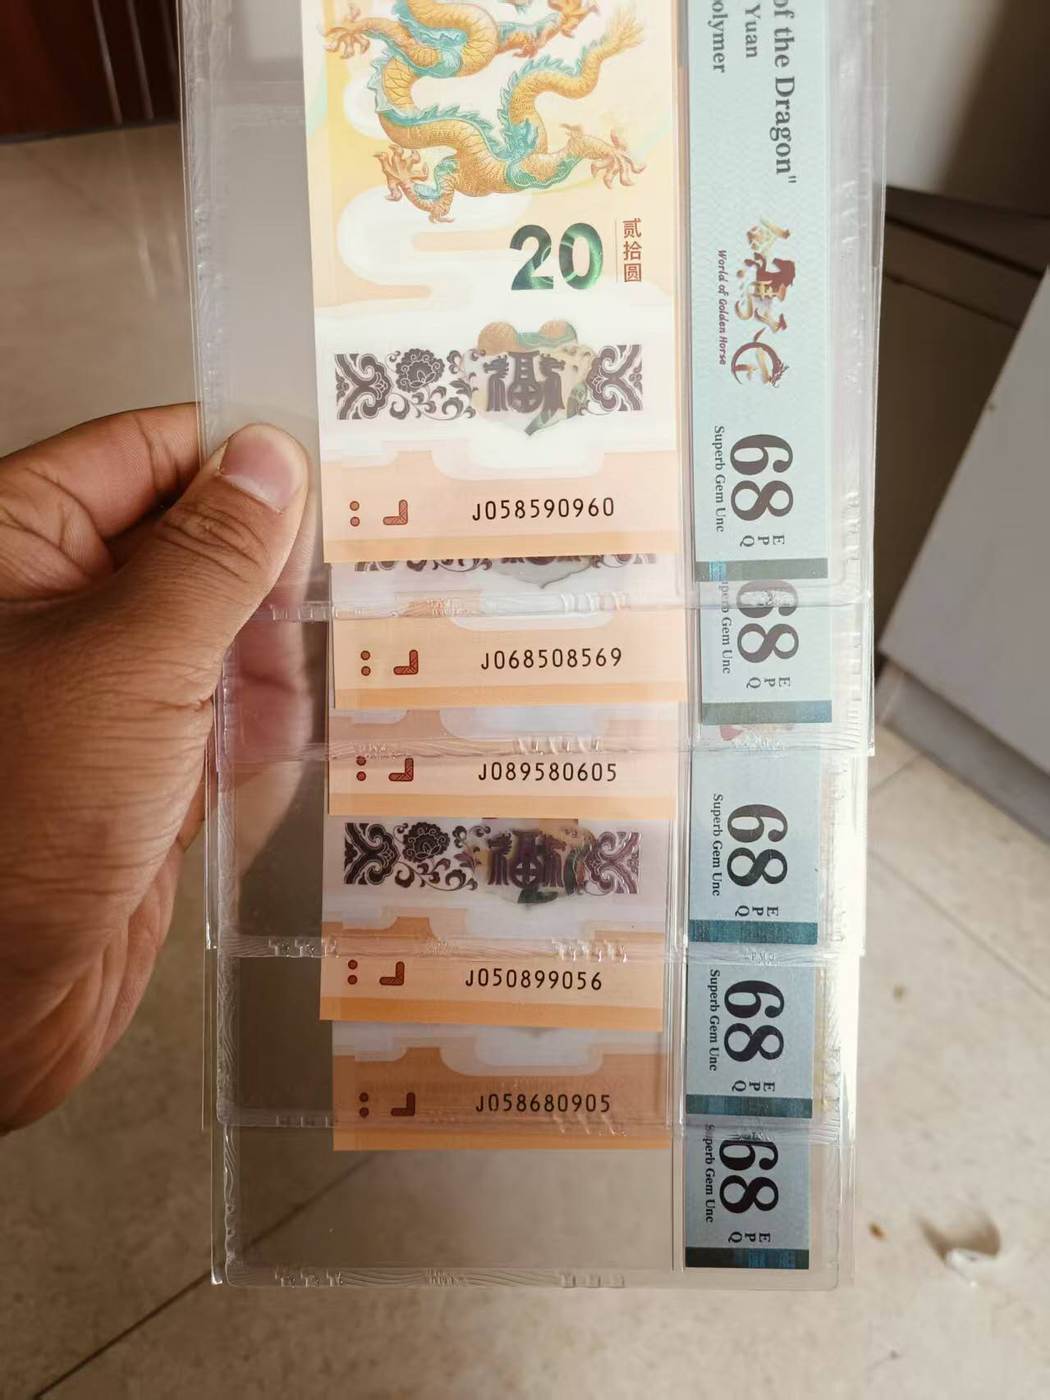 20
贰拾圆
福
J058590960
J068508569
J089580605
福
J050899056
J058680905
of the Dragon"
Yuan
olymer
World of Golden Horse
68 EPQ
Superb Gem Unc
68 EPQ
uperb Gem Unc
68 EPQ
Superb Gem Unc
68 EPQ
Superb Gem Unc
68 EPQ
Superb Gem Unc